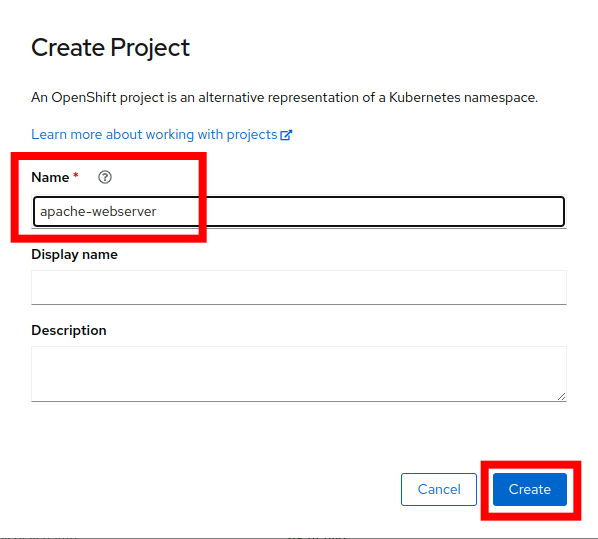 Create Project
An OpenShift project is an alternative representation of a Kubernetes namespace.
Learn more about working with projects
Name *
apache-webserver
Display name
Description
Cancel
Create